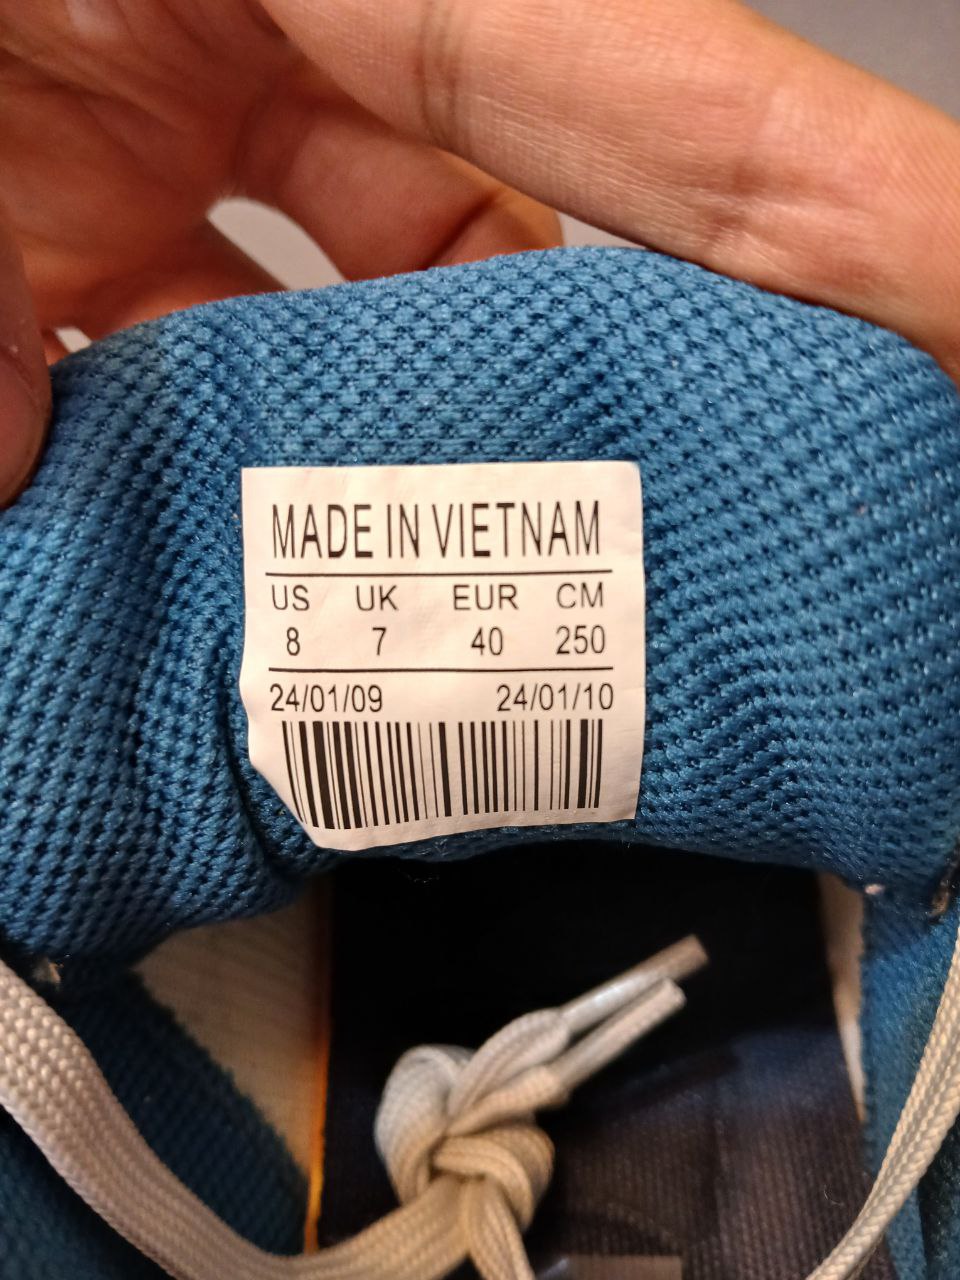 MADE IN VIETNAM
US UK EUR CM
8 7 40 250
24/01/09 24/01/10